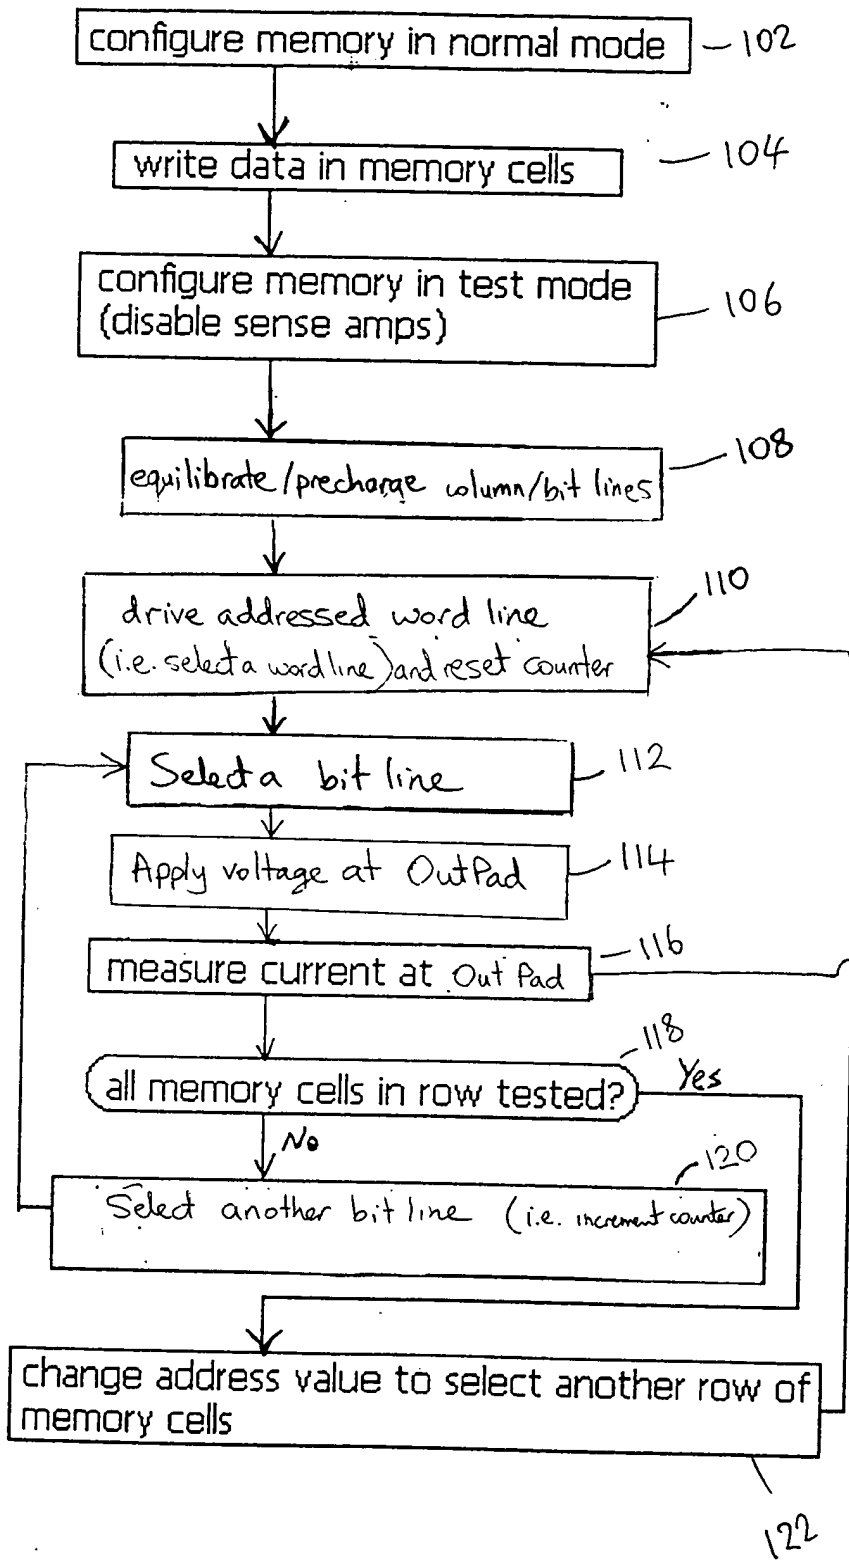 configure memory in normal mode 102
write data in memory cells 104
configure memory in test mode
(disable sense amps)
106
equilibrate/precharge column/bit lines 108
drive addressed word line
(i.e. select a word line) and reset counter
110
Select a bit line 112
Apply voltage at OutPad 114
measure current at Out Pad 116
all memory cells in row tested? 118
Yes
No
Select another bit line (i.e. increment counter) 120
change address value to select another row of
memory cells
122